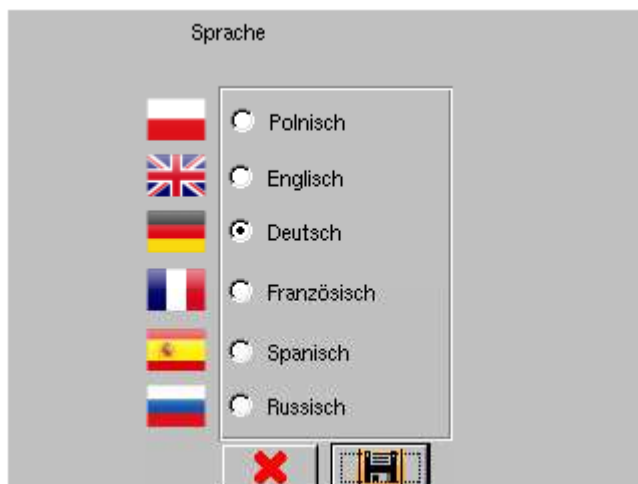 Sprache
Polnisch
Englisch
Deutsch
Französisch
Spanisch
Russisch